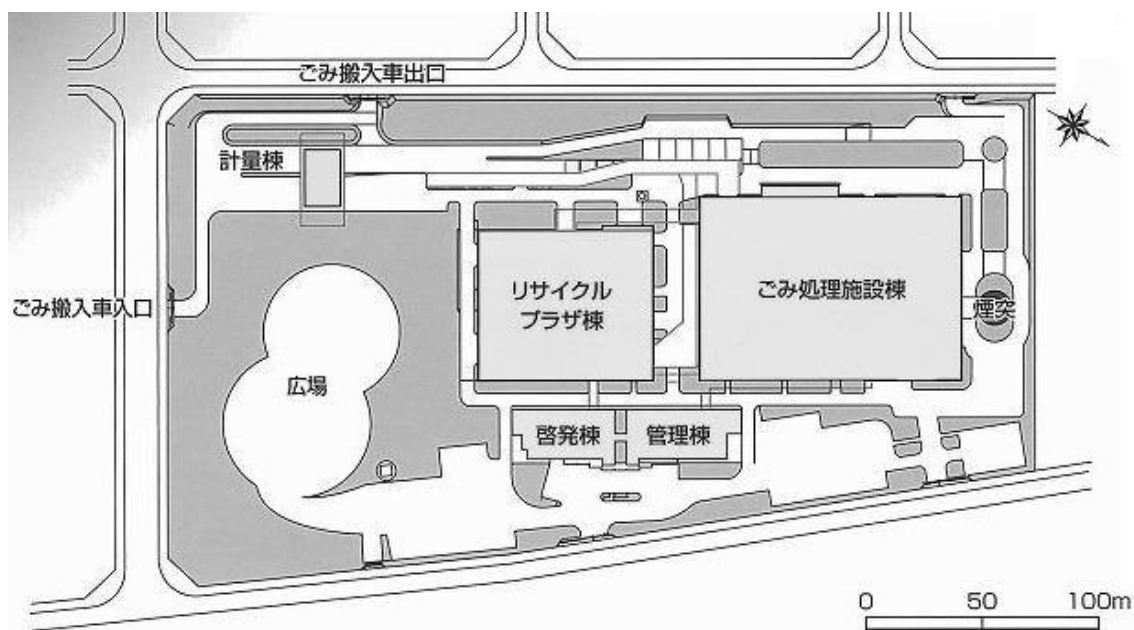 ごみ搬入車出口
計量棟
リサイクル
プラザ棟
ごみ処理施設棟
煙突
ごみ搬入車入口
広場
啓発棟
管理棟
0 50 100m